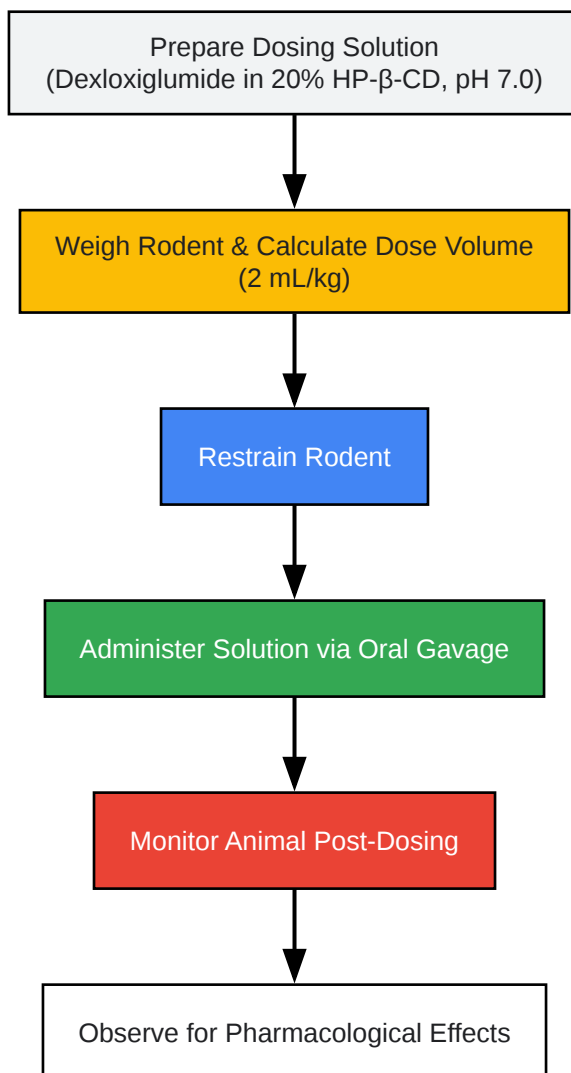 Prepare Dosing Solution
(Dexloxiglumide in 20% HP-β-CD, pH 7.0)
Weigh Rodent & Calculate Dose Volume
(2 mL/kg)
Restrain Rodent
Administer Solution via Oral Gavage
Monitor Animal Post-Dosing
Observe for Pharmacological Effects